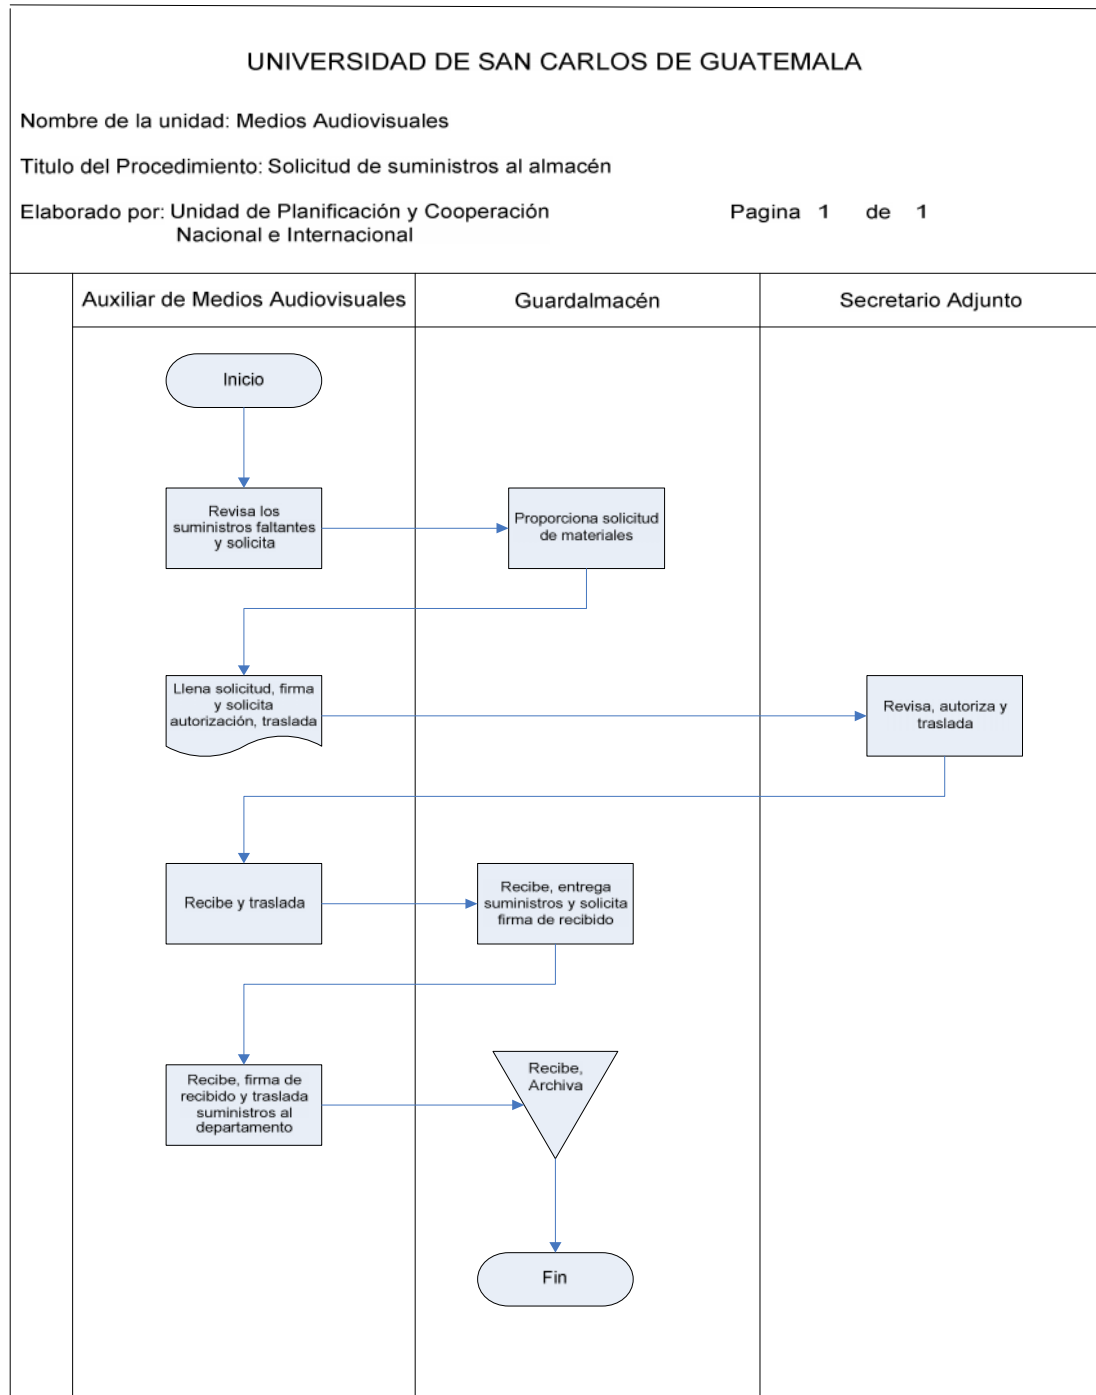 UNIVERSIDAD DE SAN CARLOS DE GUATEMALA
Nombre de la unidad: Medios Audiovisuales
Titulo del Procedimiento: Solicitud de suministros al almacén
Elaborado por: Unidad de Planificación y Cooperación
Nacional e Internacional
Pagina 1 de 1
Auxiliar de Medios Audiovisuales
Guardalmacén
Secretario Adjunto
Inicio
Revisa los
suministros faltantes
y solicita
Proporciona solicitud
de materiales
Llena solicitud, firma
y solicita
autorización, traslada
Revisa, autoriza y
traslada
Recibe y traslada
Recibe, entrega
suministros y solicita
firma de recibido
Recibe, firma de
recibido y traslada
suministros al
departamento
Recibe,
Archiva
Fin